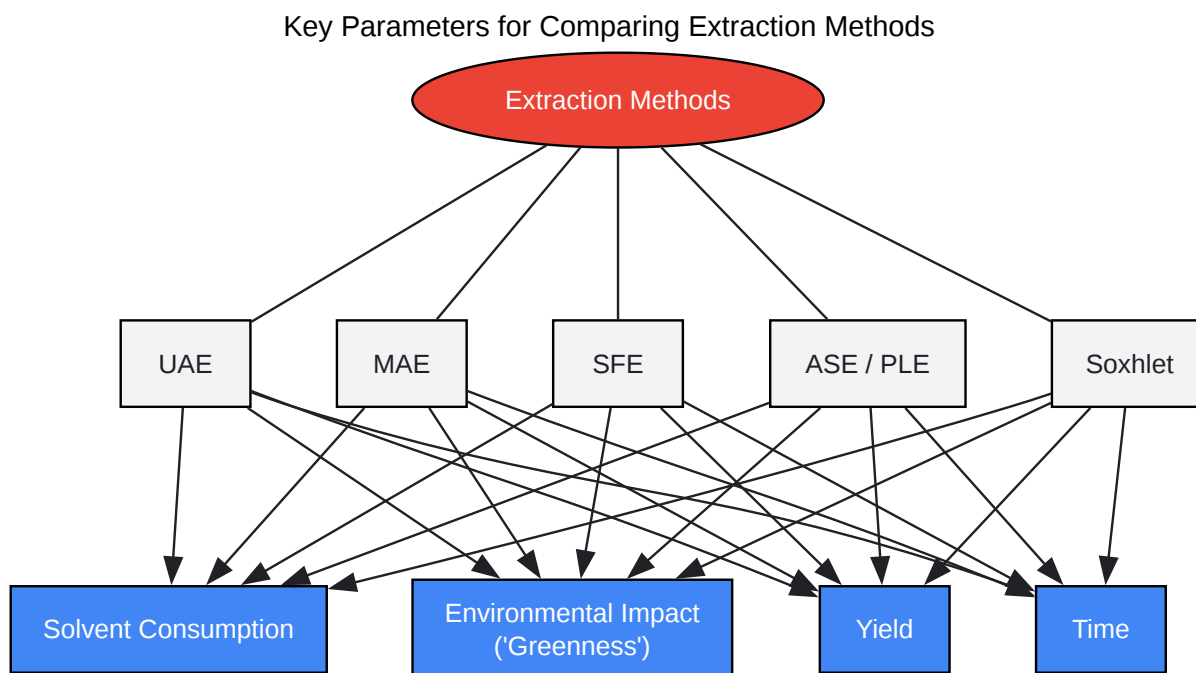 Key Parameters for Comparing Extraction Methods
Extraction Methods
UAE
MAE
SFE
ASE / PLE
Soxhlet
Solvent Consumption
Environmental Impact
('Greenness')
Yield
Time